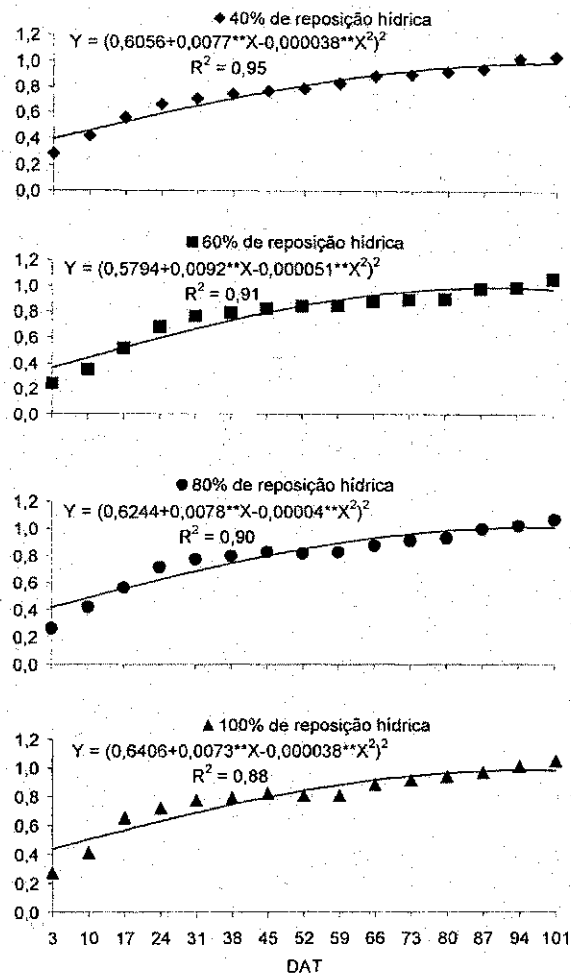 ◆ 40% de reposição hídrica
Y = (0,6056+0,0077**X-0,000038**X²)²
R² = 0,95
1,2
1,0
0,8
0,6
0,4
0,2
0,0
■ 60% de reposição hídrica
Y = (0,5794+0,0092**X-0,000051**X²)²
R² = 0,91
1,2
1,0
0,8
0,6
0,4
0,2
0,0
● 80% de reposição hídrica
Y = (0,6244+0,0078**X-0,00004**X²)²
R² = 0,90
1,2
1,0
0,8
0,6
0,4
0,2
0,0
▲ 100% de reposição hídrica
Y = (0,6406+0,0073**X-0,000038**X²)²
R² = 0,88
1,2
1,0
0,8
0,6
0,4
0,2
0,0
3 10 17 24 31 38 45 52 59 66 73 80 87 94 101
DAT